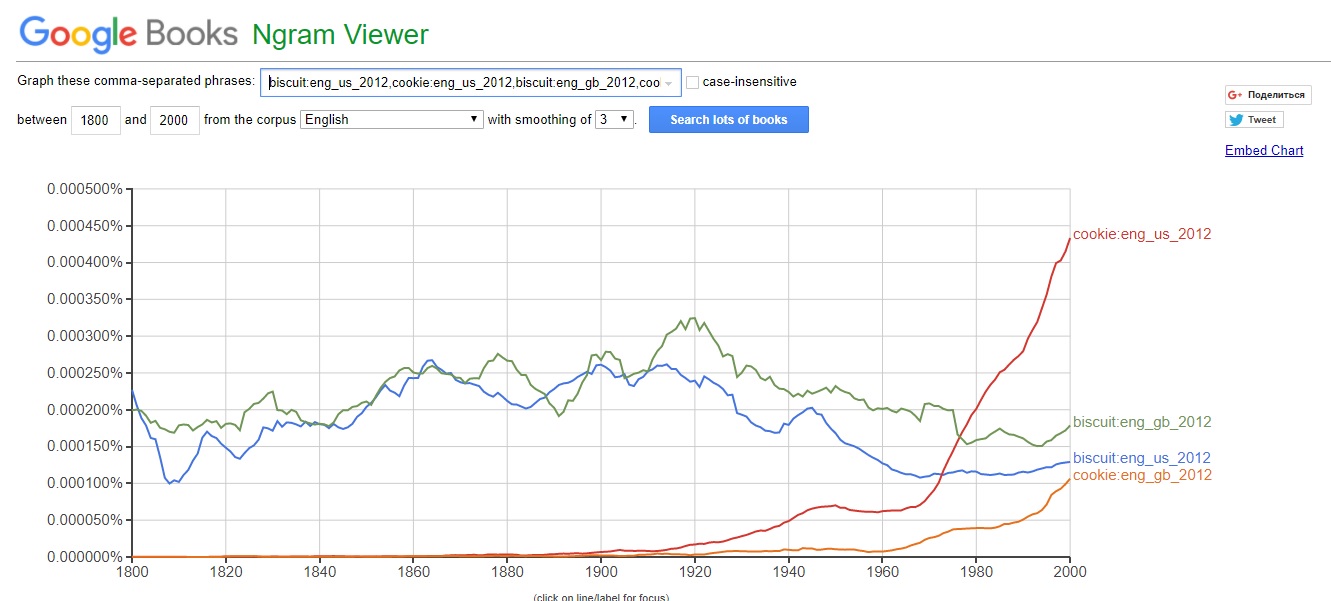 Google Books Ngram Viewer
Graph these comma-separated phrases: biscuit:eng_us_2012,cookie:eng_us_2012,biscuit:eng_gb_2012,coo case-insensitive
between 1800 and 2000 from the corpus English with smoothing of 3 . Search lots of books
G+ Поделиться
Tweet
Embed Chart
0.000500%
0.000450%
0.000400%
0.000350%
0.000300%
0.000250%
0.000200%
0.000150%
0.000100%
0.000050%
0.000000%
cookie:eng_us_2012
biscuit:eng_gb_2012
biscuit:eng_us_2012
cookie:eng_gb_2012
1800 1820 1840 1860 1880 1900 1920 1940 1960 1980 2000
(click on line/label for focus)